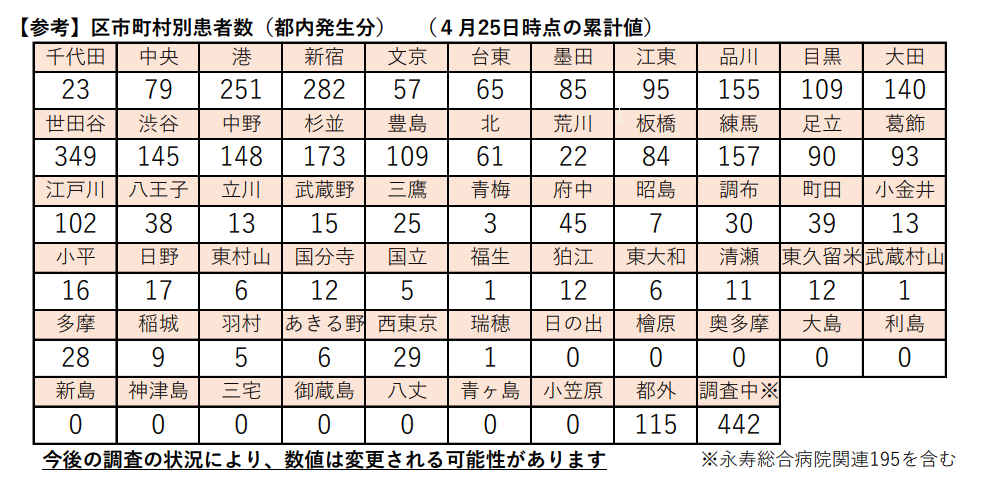 【参考】区市町村別患者数（都内発生分）　（４月25日時点の累計値）
千代田 中央 港 新宿 文京 台東 墨田 江東 品川 目黒 大田
23 79 251 282 57 65 85 95 155 109 140
世田谷 渋谷 中野 杉並 豊島 北 荒川 板橋 練馬 足立 葛飾
349 145 148 173 109 61 22 84 157 90 93
江戸川 八王子 立川 武蔵野 三鷹 青梅 府中 昭島 調布 町田 小金井
102 38 13 15 25 3 45 7 30 39 13
小平 日野 東村山 国分寺 国立 福生 狛江 東大和 清瀬 東久留米 武蔵村山
16 17 6 12 5 1 12 6 11 12 1
多摩 稲城 羽村 あきる野 西東京 瑞穂 日の出 檜原 奥多摩 大島 利島
28 9 5 6 29 1 0 0 0 0 0
新島 神津島 三宅 御蔵島 八丈 青ヶ島 小笠原 都外 調査中※
0 0 0 0 0 0 0 115 442
今後の調査の状況により、数値は変更される可能性があります
※永寿総合病院関連195を含む